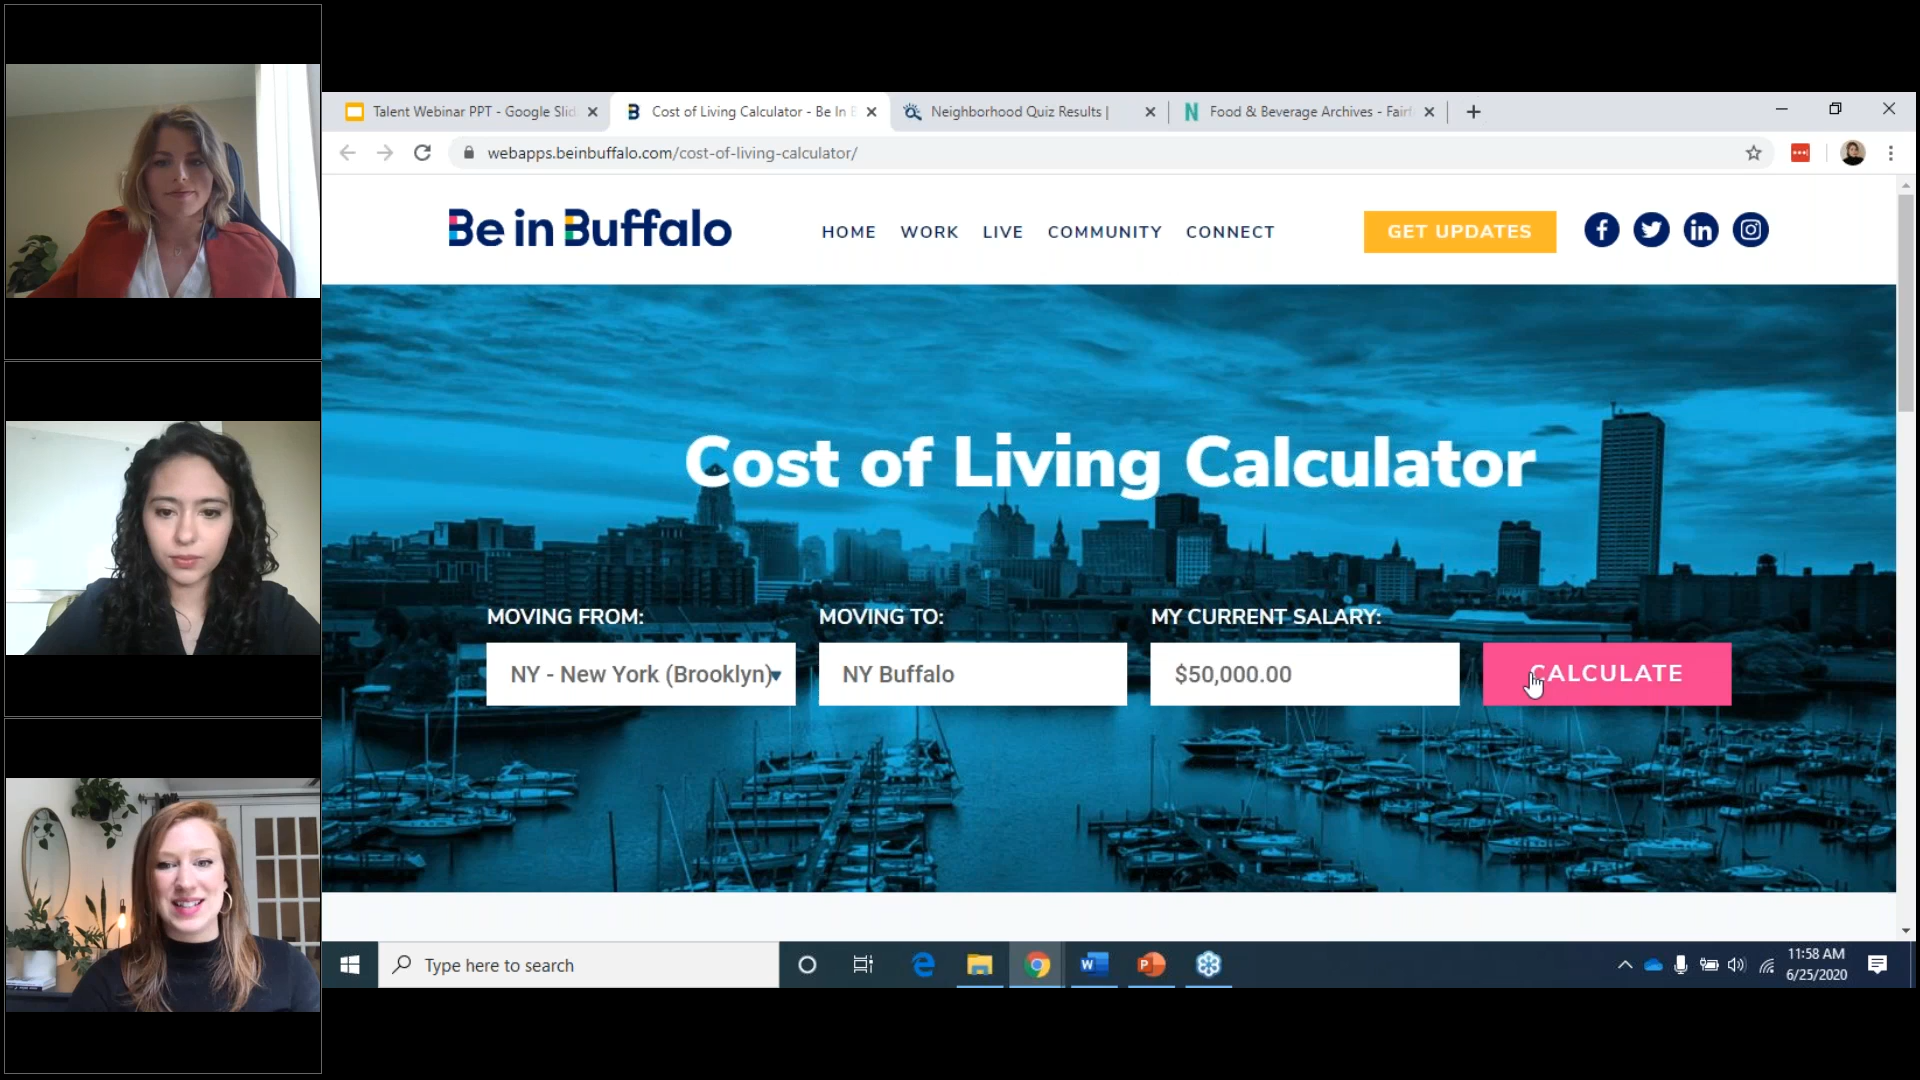 Talent Webinar PPT - Google Slid
Cost of Living Calculator - Be In B
Neighborhood Quiz Results |
Food & Beverage Archives - Fairf
webapps.beinbuffalo.com/cost-of-living-calculator/
Be in Buffalo
HOME WORK LIVE COMMUNITY CONNECT
GET UPDATES
Cost of Living Calculator
MOVING FROM: MOVING TO: MY CURRENT SALARY:
NY - New York (Brooklyn) NY Buffalo $50,000.00 CALCULATE
Type here to search
11:58 AM
6/25/2020